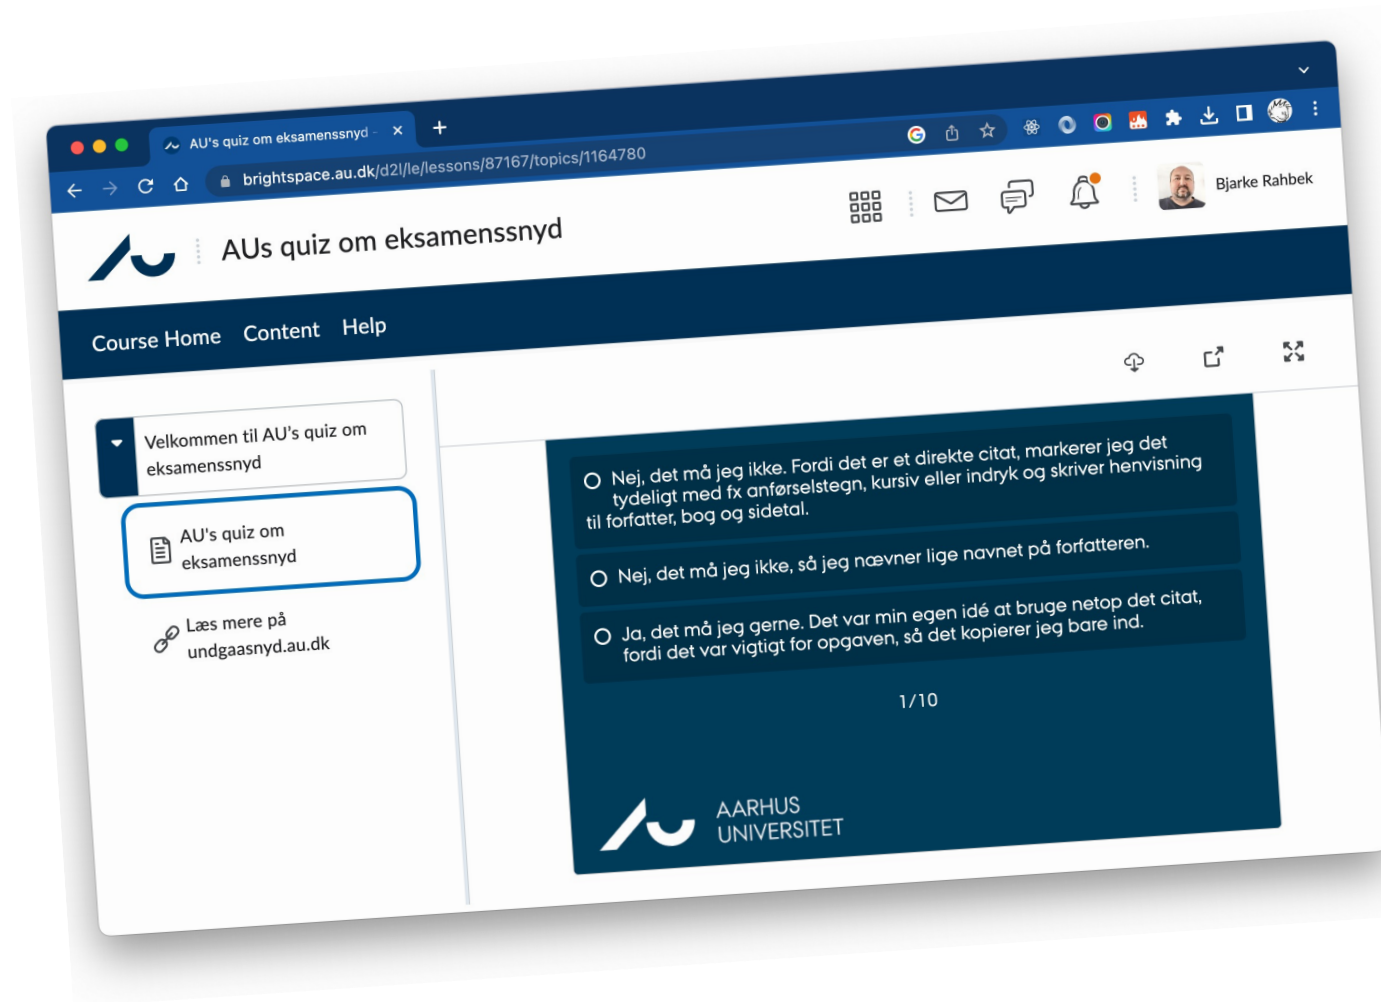 AU's quiz om eksamenssnyd -
brightspace.au.dk/d2l/le/lessons/87167/topics/1164780
AUs quiz om eksamenssnyd
Bjarke Rahbek
Course Home Content Help
Velkommen til AU's quiz om
eksamenssnyd
AU's quiz om
eksamenssnyd
Læs mere på
undgaasnyd.au.dk
Nej, det må jeg ikke. Fordi det er et direkte citat, markerer jeg det
tydeligt med fx anførselstegn, kursiv eller indryk og skriver henvisning
til forfatter, bog og sidetal.
Nej, det må jeg ikke, så jeg nævner lige navnet på forfatteren.
Ja, det må jeg gerne. Det var min egen idé at bruge netop det citat,
fordi det var vigtigt for opgaven, så det kopierer jeg bare ind.
1/10
AARHUS
UNIVERSITET